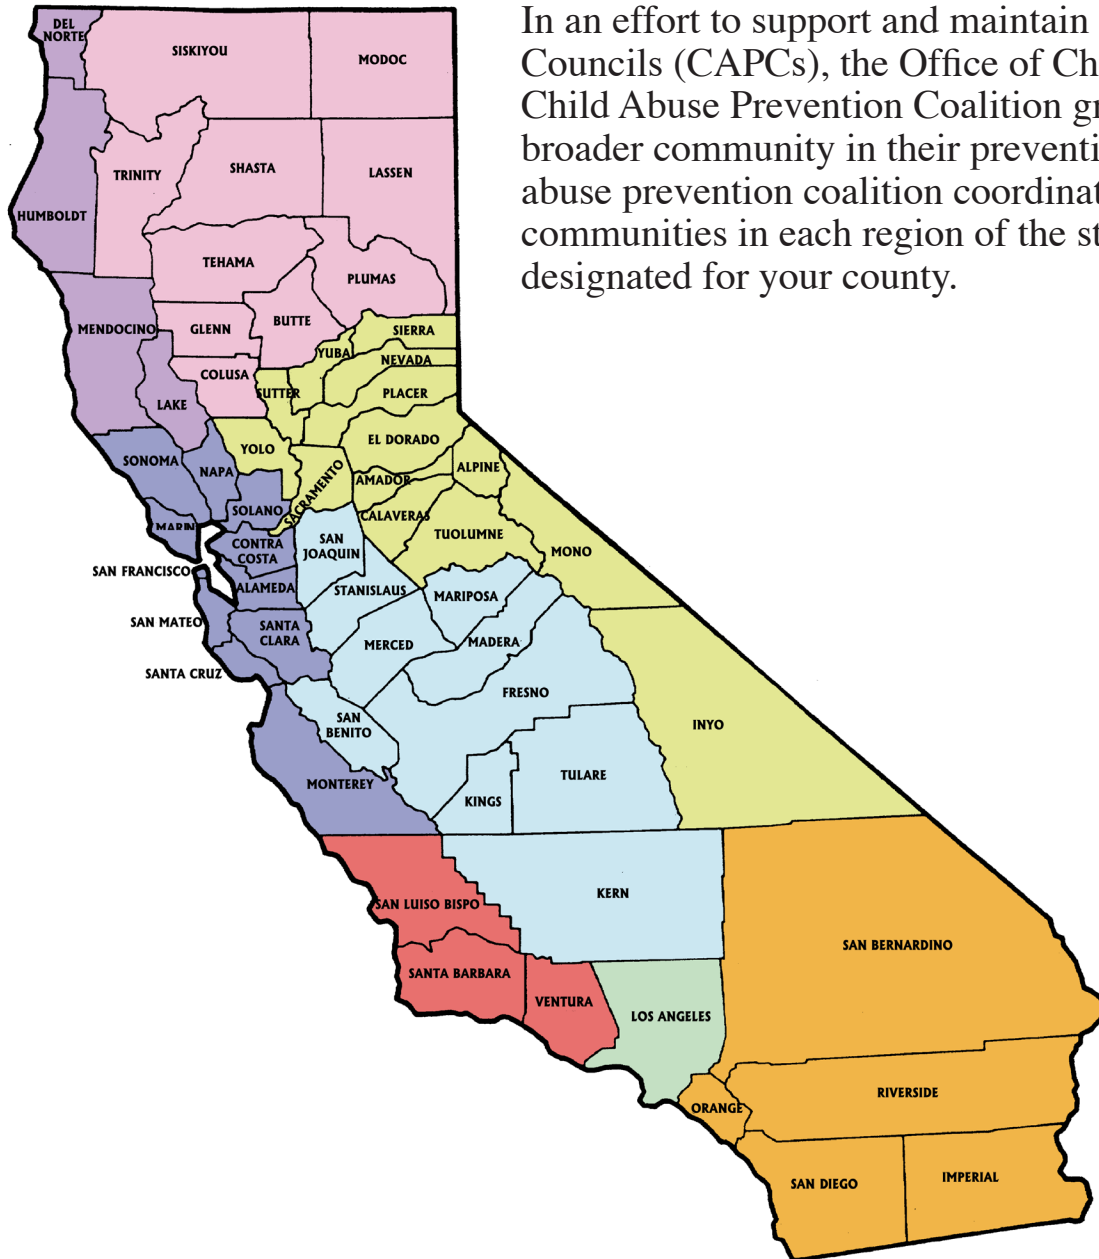 In an effort to support and maintain
Councils (CAPCs), the Office of Ch
Child Abuse Prevention Coalition gr
broader community in their preventi
abuse prevention coalition coordinat
communities in each region of the st
designated for your county.
DEL
NORTE
SISKIYOU
MODOC
TRINITY
SHASTA
LASSEN
HUMBOLDT
TEHAMA
PLUMAS
MENDOCINO
GLENN
BUTTE
SIERRA
YUBA
NEVADA
COLUSA
SUTTER
PLACER
LAKE
EL DORADO
YOLO
SONOMA
NAPA
ALPINE
SACRAMENTO
AMADOR
SOLANO
CALAVERAS
MARIN
TUOLUMNE
SAN
JOAQUIN
CONTRA
COSTA
MONO
SAN FRANCISCO
ALAMEDA
STANISLAUS
MARIPOSA
SAN MATEO
SANTA
CLARA
MERCED
MADERA
SANTA CRUZ
FRESNO
SAN
BENITO
INYO
MONTEREY
TULARE
KINGS
KERN
SAN LUISO BISPO
SAN BERNARDINO
SANTA BARBARA
VENTURA
LOS ANGELES
RIVERSIDE
ORANGE
SAN DIEGO
IMPERIAL